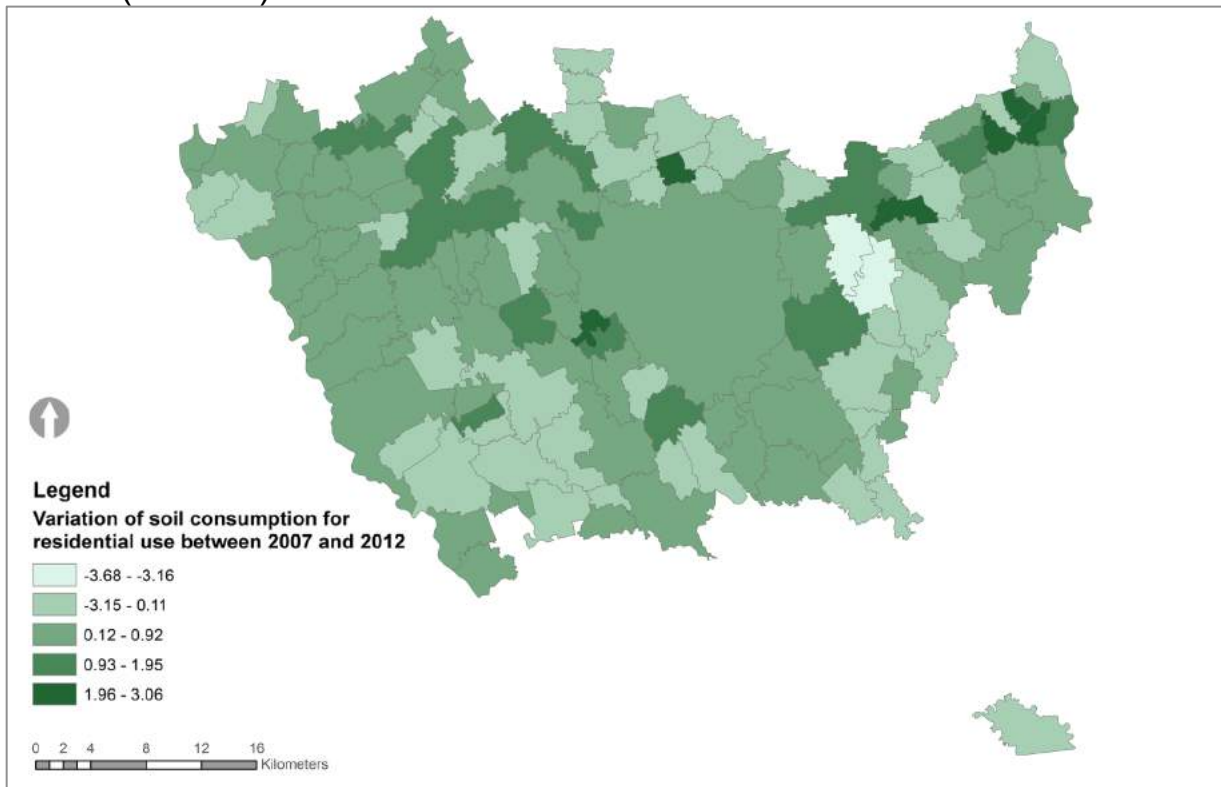 Legend
Variation of soil consumption for
residential use between 2007 and 2012
-3.68 - -3.16
-3.15 - 0.11
0.12 - 0.92
0.93 - 1.95
1.96 - 3.06
0 2 4 8 12 16
Kilometers